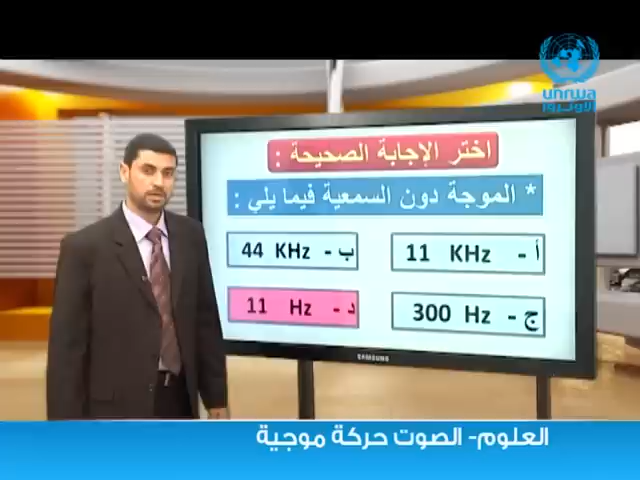 unrwa
الأونروا
اختر الإجابة الصحيحة :
* الموجة دون السمعية فيما يلي :
أ - 11 KHz
ب - 44 KHz
ج - 300 Hz
د - 11 Hz
SAMSUNG
العلوم- الصوت حركة موجية